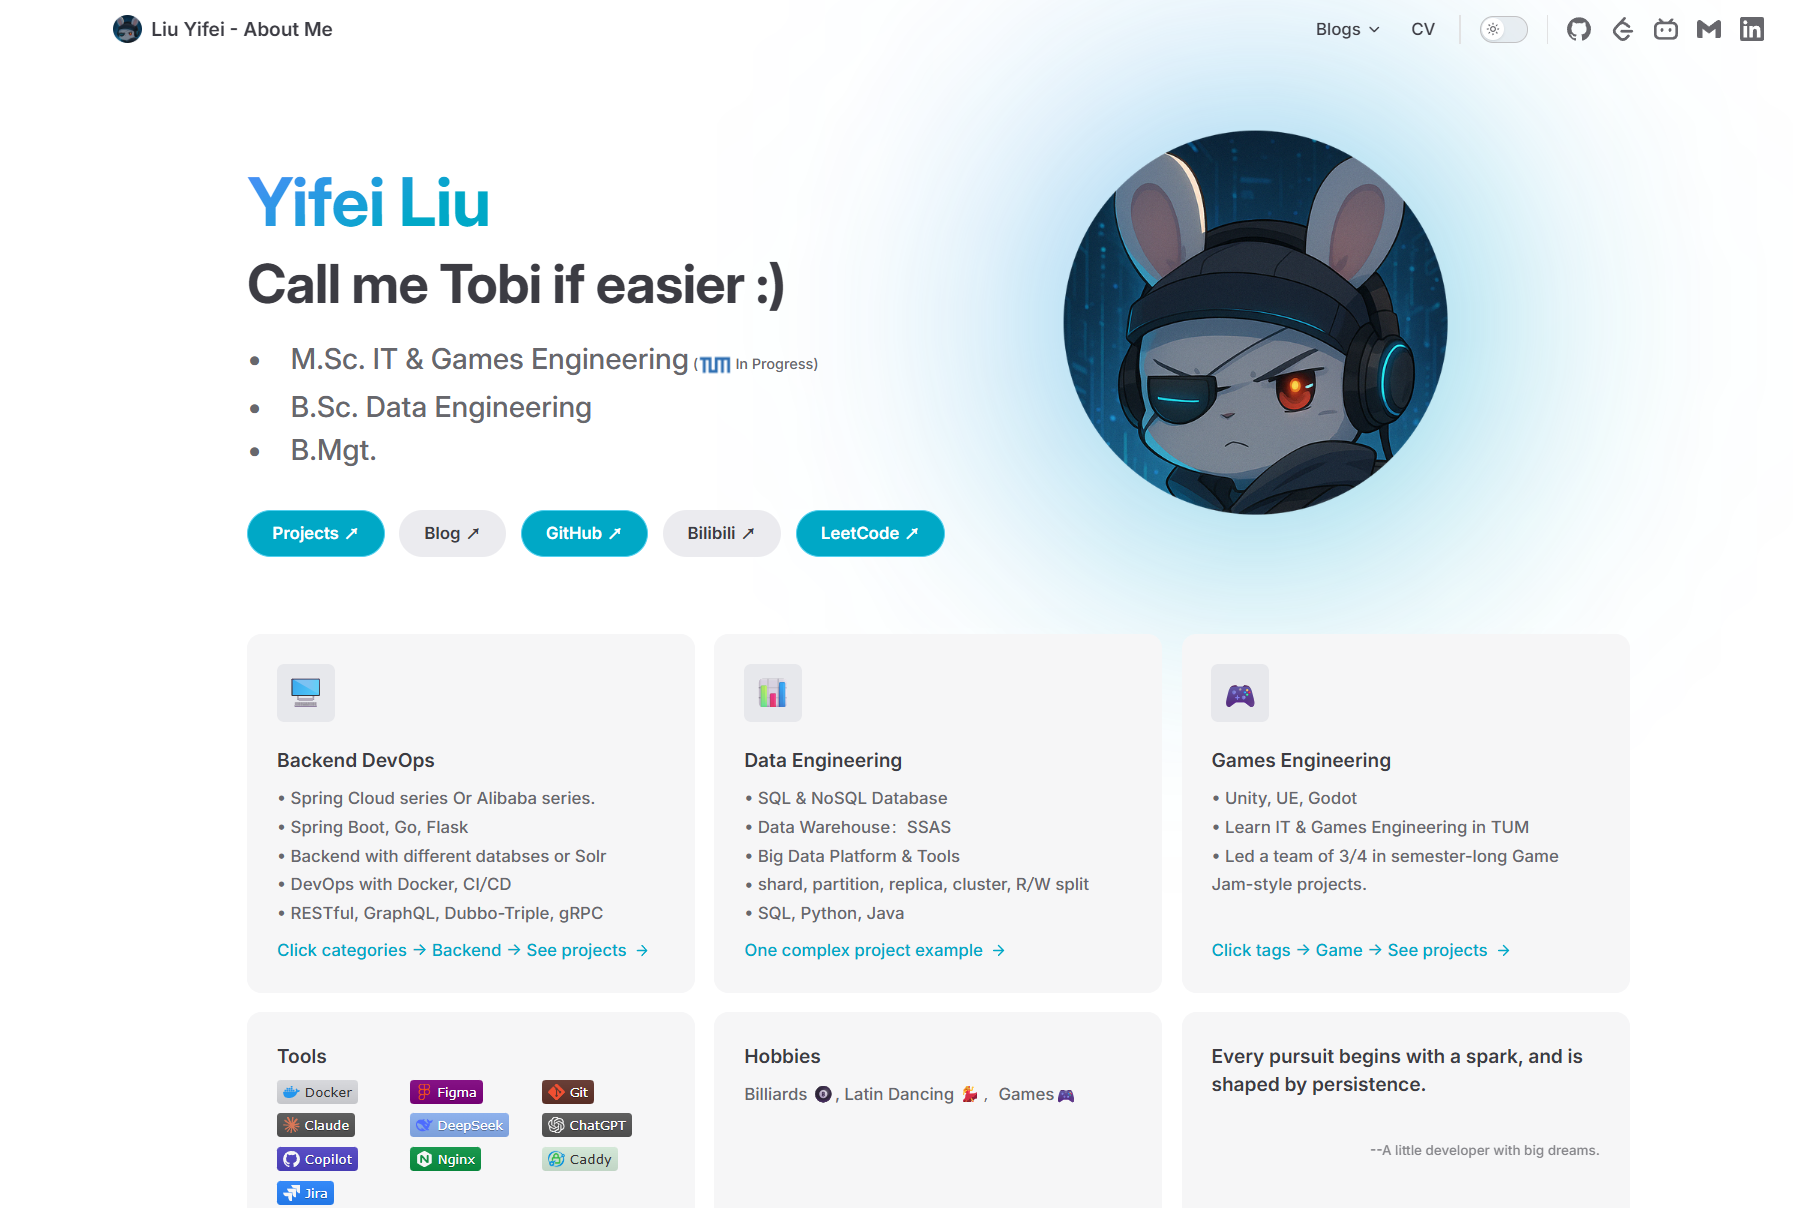 Liu Yifei - About Me
Blogs
CV
Yifei Liu
Call me Tobi if easier :)
• M.Sc. IT & Games Engineering (TUM In Progress)
• B.Sc. Data Engineering
• B.Mgt.
Projects ↗
Blog ↗
GitHub ↗
Bilibili ↗
LeetCode ↗
Backend DevOps
• Spring Cloud series Or Alibaba series.
• Spring Boot, Go, Flask
• Backend with different databses or Solr
• DevOps with Docker, CI/CD
• RESTful, GraphQL, Dubbo-Triple, gRPC
Click categories → Backend → See projects →
Data Engineering
• SQL & NoSQL Database
• Data Warehouse：SSAS
• Big Data Platform & Tools
• shard, partition, replica, cluster, R/W split
• SQL, Python, Java
One complex project example →
Games Engineering
• Unity, UE, Godot
• Learn IT & Games Engineering in TUM
• Led a team of 3/4 in semester-long Game
Jam-style projects.
Click tags → Game → See projects →
Tools
Docker
Figma
Git
Claude
DeepSeek
ChatGPT
Copilot
Nginx
Caddy
Jira
Hobbies
Billiards 🎱, Latin Dancing 💃， Games🎮
Every pursuit begins with a spark, and is
shaped by persistence.
--A little developer with big dreams.